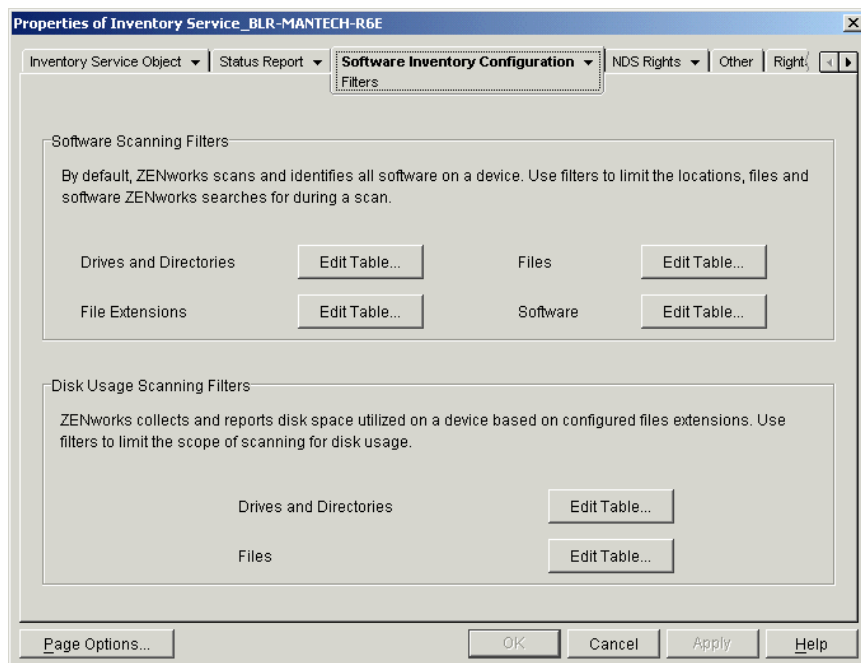 Properties of Inventory Service_BLR-MANTECH-R6E
Inventory Service Object Status Report Software Inventory Configuration NDS Rights Other Right
Filters
Software Scanning Filters
By default, ZENworks scans and identifies all software on a device. Use filters to limit the locations, files and
software ZENworks searches for during a scan.
Drives and Directories Edit Table... Files Edit Table...
File Extensions Edit Table... Software Edit Table...
Disk Usage Scanning Filters
ZENworks collects and reports disk space utilized on a device based on configured files extensions. Use
filters to limit the scope of scanning for disk usage.
Drives and Directories Edit Table...
Files Edit Table...
Page Options... OK Cancel Apply Help